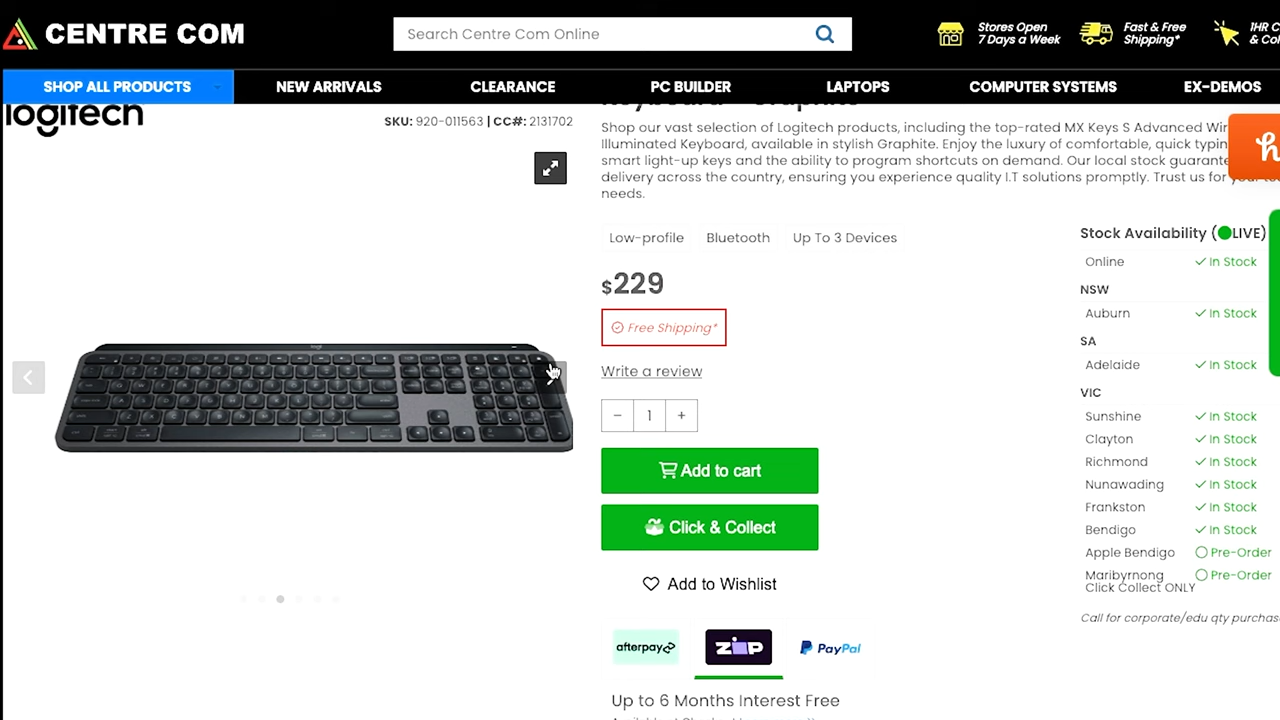 CENTRE COM
Search Centre Com Online
Stores Open
7 Days a Week
Fast & Free
Shipping*
1HR C
& Co
SHOP ALL PRODUCTS
NEW ARRIVALS
CLEARANCE
PC BUILDER
LAPTOPS
COMPUTER SYSTEMS
EX-DEMOS
logitech
SKU: 920-011563 | CC#: 2131702
Keyboard - Graphite
Shop our vast selection of Logitech products, including the top-rated MX Keys S Advanced Wir
Illuminated Keyboard, available in stylish Graphite. Enjoy the luxury of comfortable, quick typin
smart light-up keys and the ability to program shortcuts on demand. Our local stock guarante
delivery across the country, ensuring you experience quality I.T solutions promptly. Trust us for your
needs.
Low-profile
Bluetooth
Up To 3 Devices
$229
Free Shipping*
Write a review
− 1 +
Add to cart
Click & Collect
Add to Wishlist
afterpay
zip
PayPal
Up to 6 Months Interest Free
Stock Availability (LIVE)
Online In Stock
NSW
Auburn In Stock
SA
Adelaide In Stock
VIC
Sunshine In Stock
Clayton In Stock
Richmond In Stock
Nunawading In Stock
Frankston In Stock
Bendigo In Stock
Apple Bendigo Pre-Order
Maribyrnong Pre-Order
Click Collect ONLY
Call for corporate/edu qty purchas